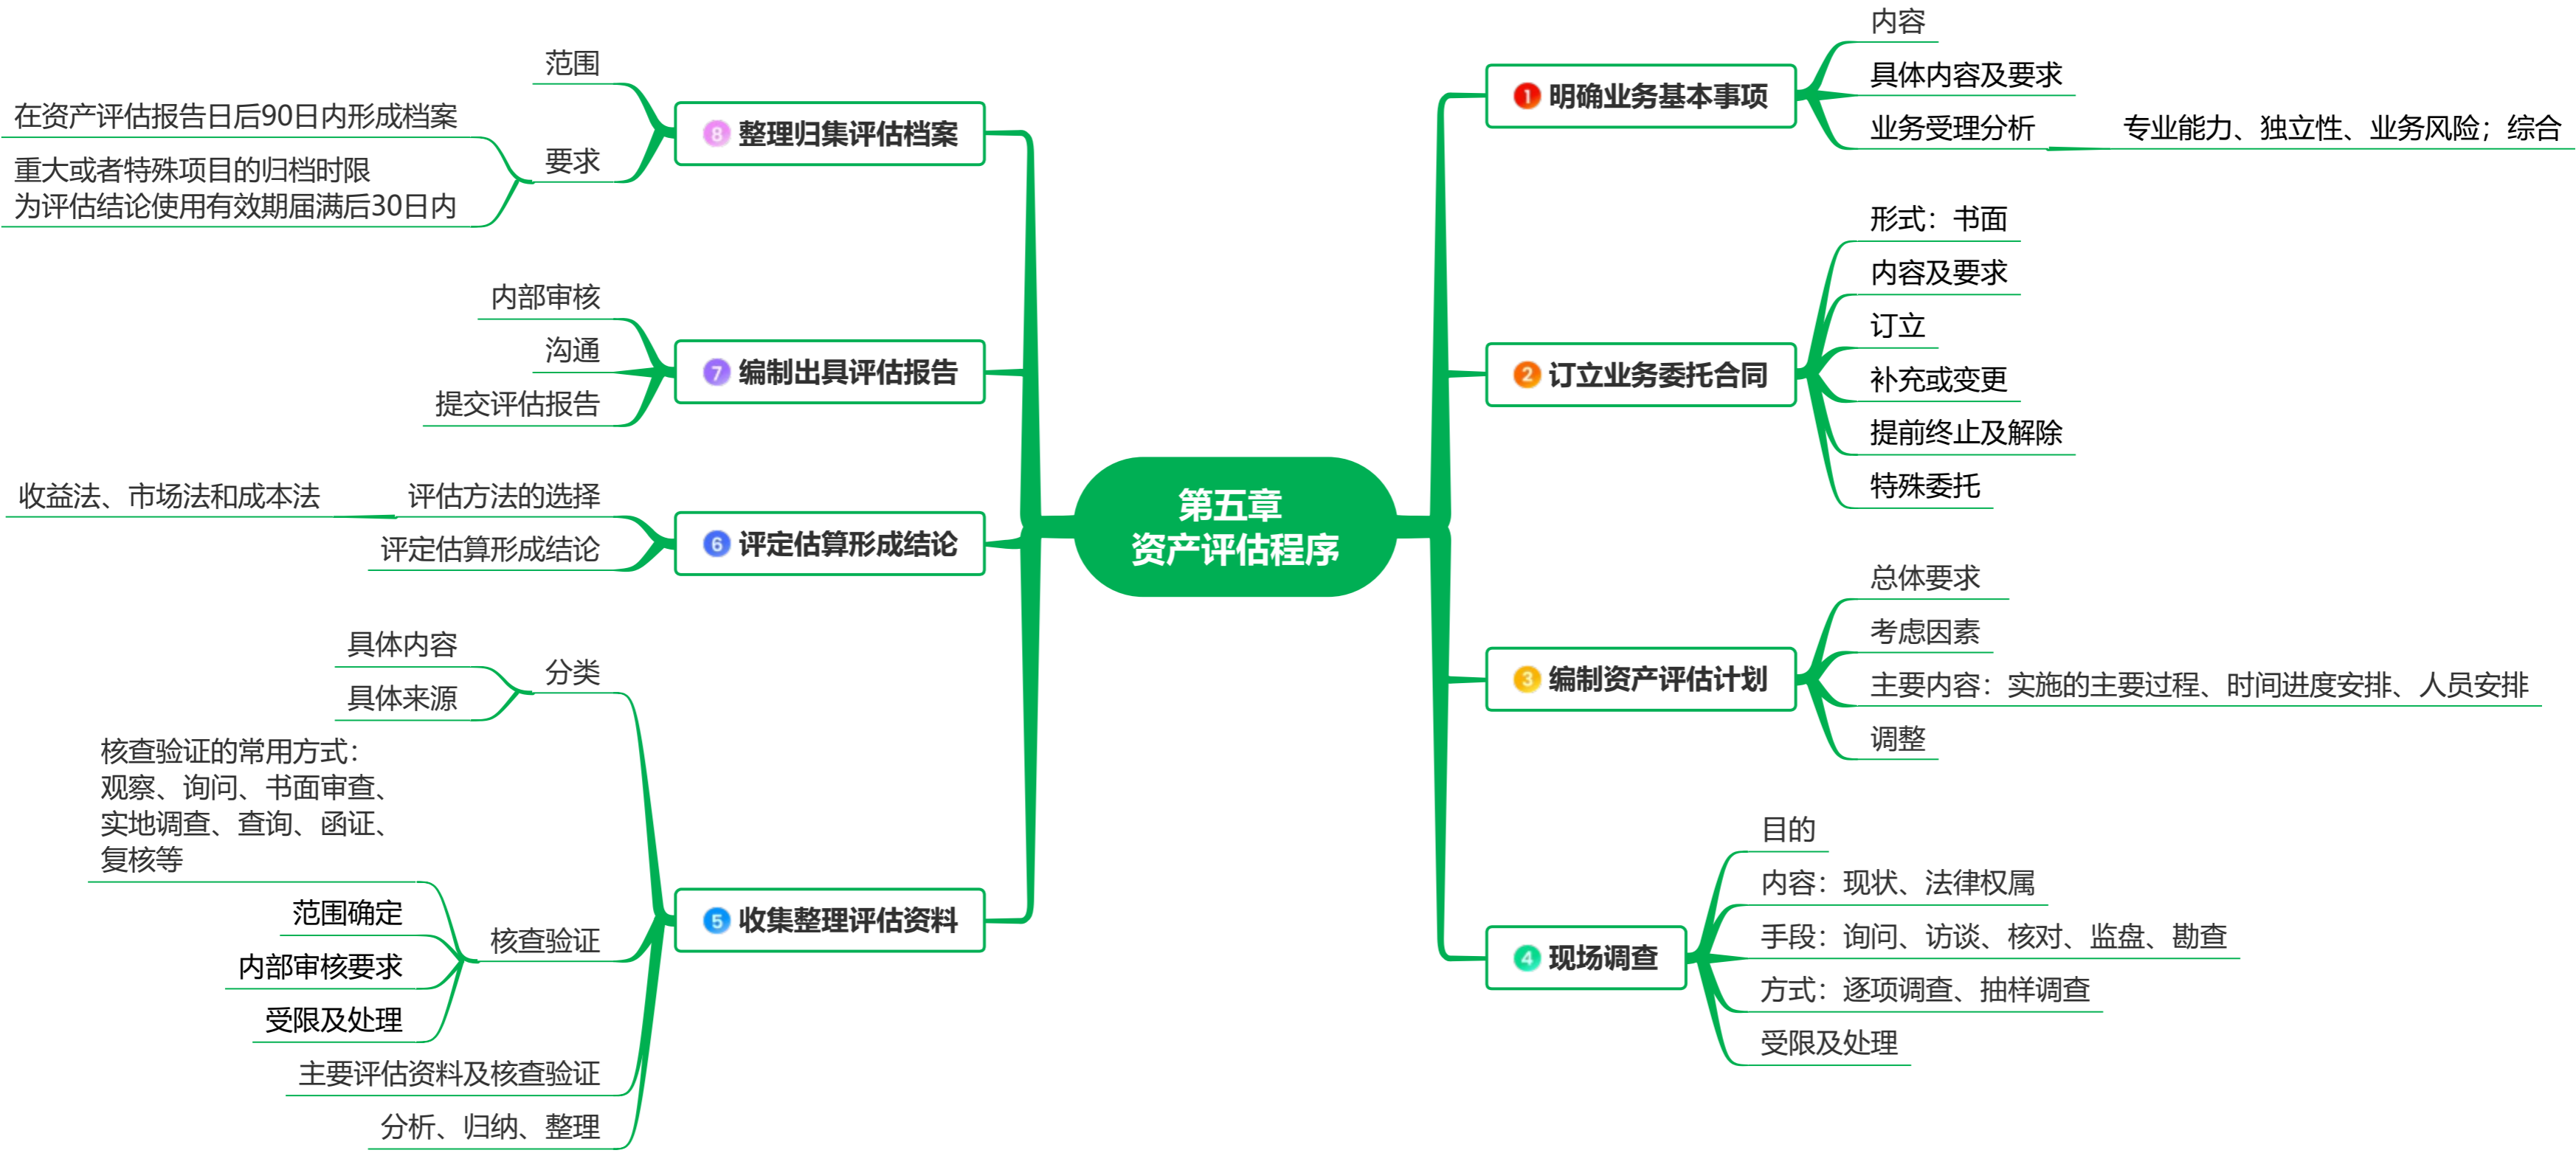 第五章
资产评估程序
1 明确业务基本事项
内容
具体内容及要求
业务受理分析
专业能力、独立性、业务风险；综合
2 订立业务委托合同
形式：书面
内容及要求
订立
补充或变更
提前终止及解除
特殊委托
3 编制资产评估计划
总体要求
考虑因素
主要内容：实施的主要过程、时间进度安排、人员安排
调整
4 现场调查
目的
内容：现状、法律权属
手段：询问、访谈、核对、监盘、勘查
方式：逐项调查、抽样调查
受限及处理
5 收集整理评估资料
分类
具体内容
具体来源
核查验证
核查验证的常用方式：
观察、询问、书面审查、
实地调查、查询、函证、
复核等
范围确定
内部审核要求
受限及处理
主要评估资料及核查验证
分析、归纳、整理
6 评定估算形成结论
评估方法的选择
收益法、市场法和成本法
评定估算形成结论
7 编制出具评估报告
内部审核
沟通
提交评估报告
8 整理归集评估档案
范围
要求
在资产评估报告日后90日内形成档案
重大或者特殊项目的归档时限
为评估结论使用有效期届满后30日内